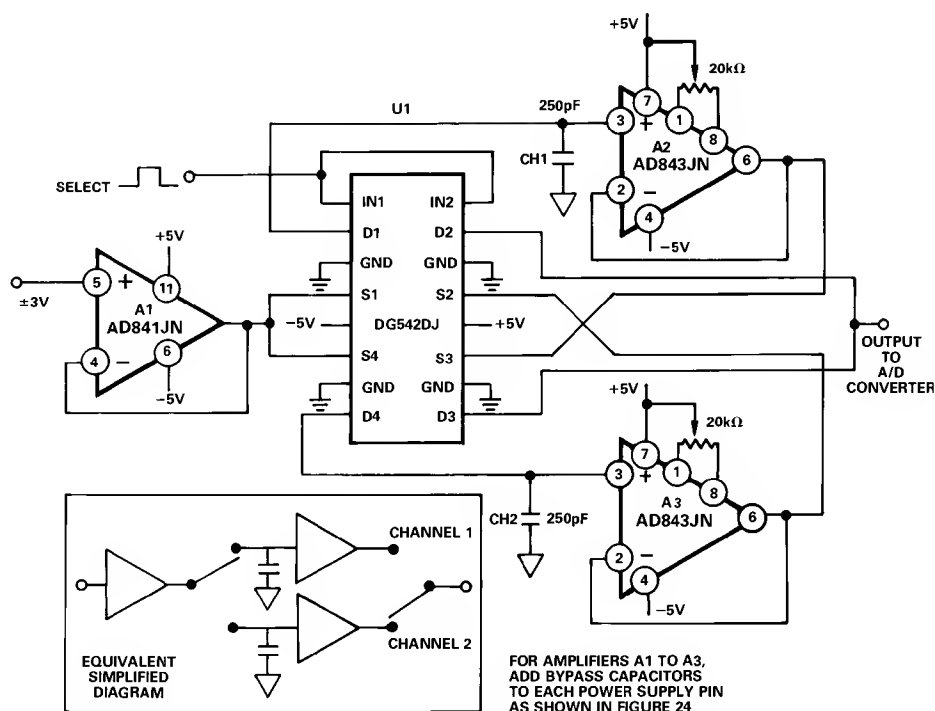 +5V
20kΩ
U1
250pF
3
+
7
1
8
A2
AD843JN
6
CH1
2
−
4
−5V
SELECT
IN1
IN2
D1
D2
GND
GND
+5V
S1
S2
±3V
5
+
11
A1
AD841JN
−5V
DG542DJ
+5V
4
−
6
S4
S3
−5V
OUTPUT
TO
A/D
CONVERTER
GND
GND
D4
D3
+5V
20kΩ
3
+
7
1
8
A3
AD843JN
6
CH2
250pF
2
−
4
−5V
CHANNEL 1
CHANNEL 2
EQUIVALENT
SIMPLIFIED
DIAGRAM
FOR AMPLIFIERS A1 TO A3,
ADD BYPASS CAPACITORS
TO EACH POWER SUPPLY PIN
AS SHOWN IN FIGURE 24